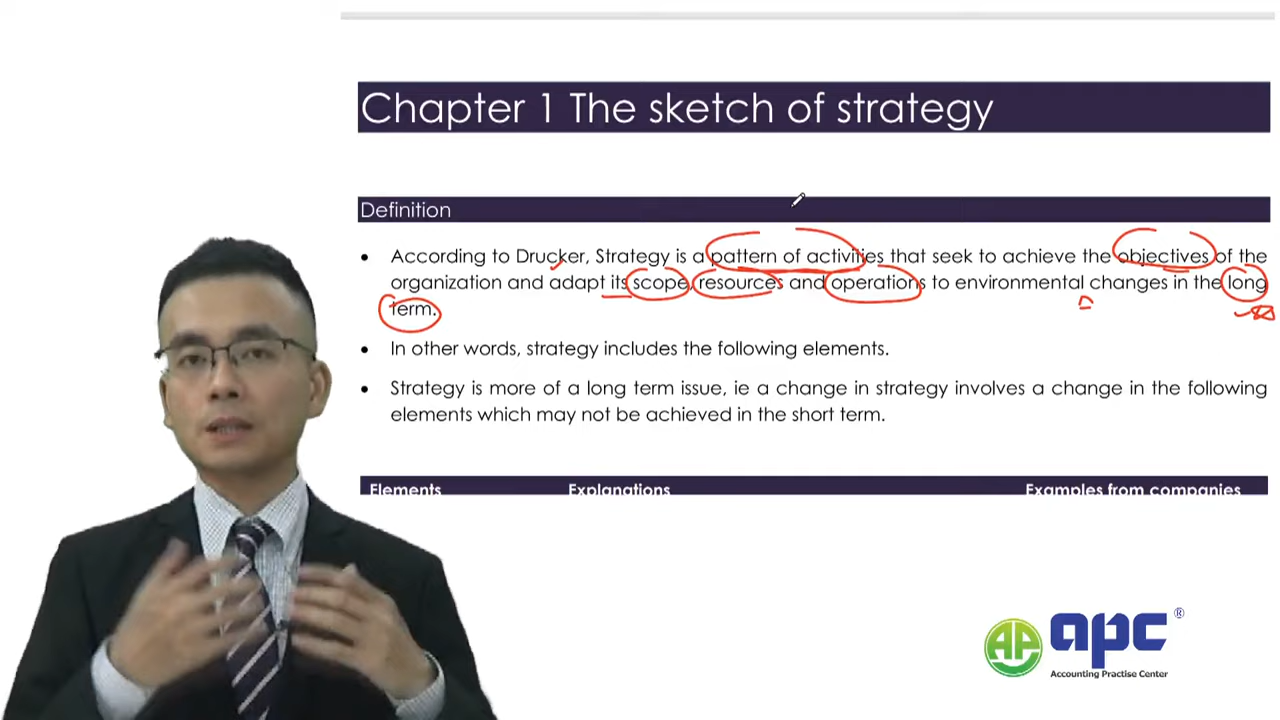 Chapter 1 The sketch of strategy
Definition
• According to Drucker, Strategy is a pattern of activities that seek to achieve the objectives of the
organization and adapt its scope, resources and operations to environmental changes in the long
term.
• In other words, strategy includes the following elements.
• Strategy is more of a long term issue, ie a change in strategy involves a change in the following
elements which may not be achieved in the short term.
Elements Explanations Examples from companies
AP apc ®
Accounting Practise Center